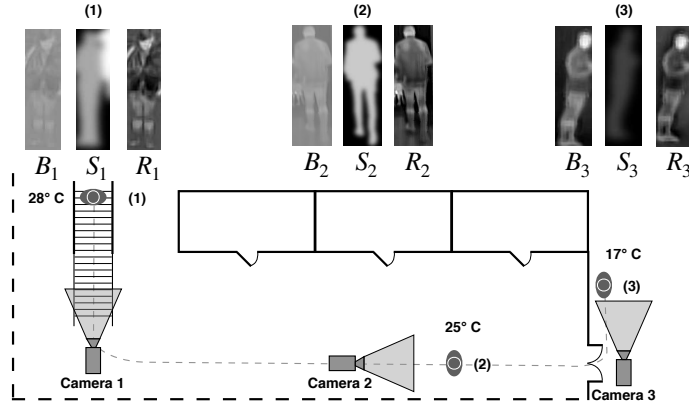 (1) (2) (3)
B1 S1 R1 B2 S2 R2 B3 S3 R3
28° C (1)
17° C
(3)
25° C
(2)
Camera 1 Camera 2 Camera 3